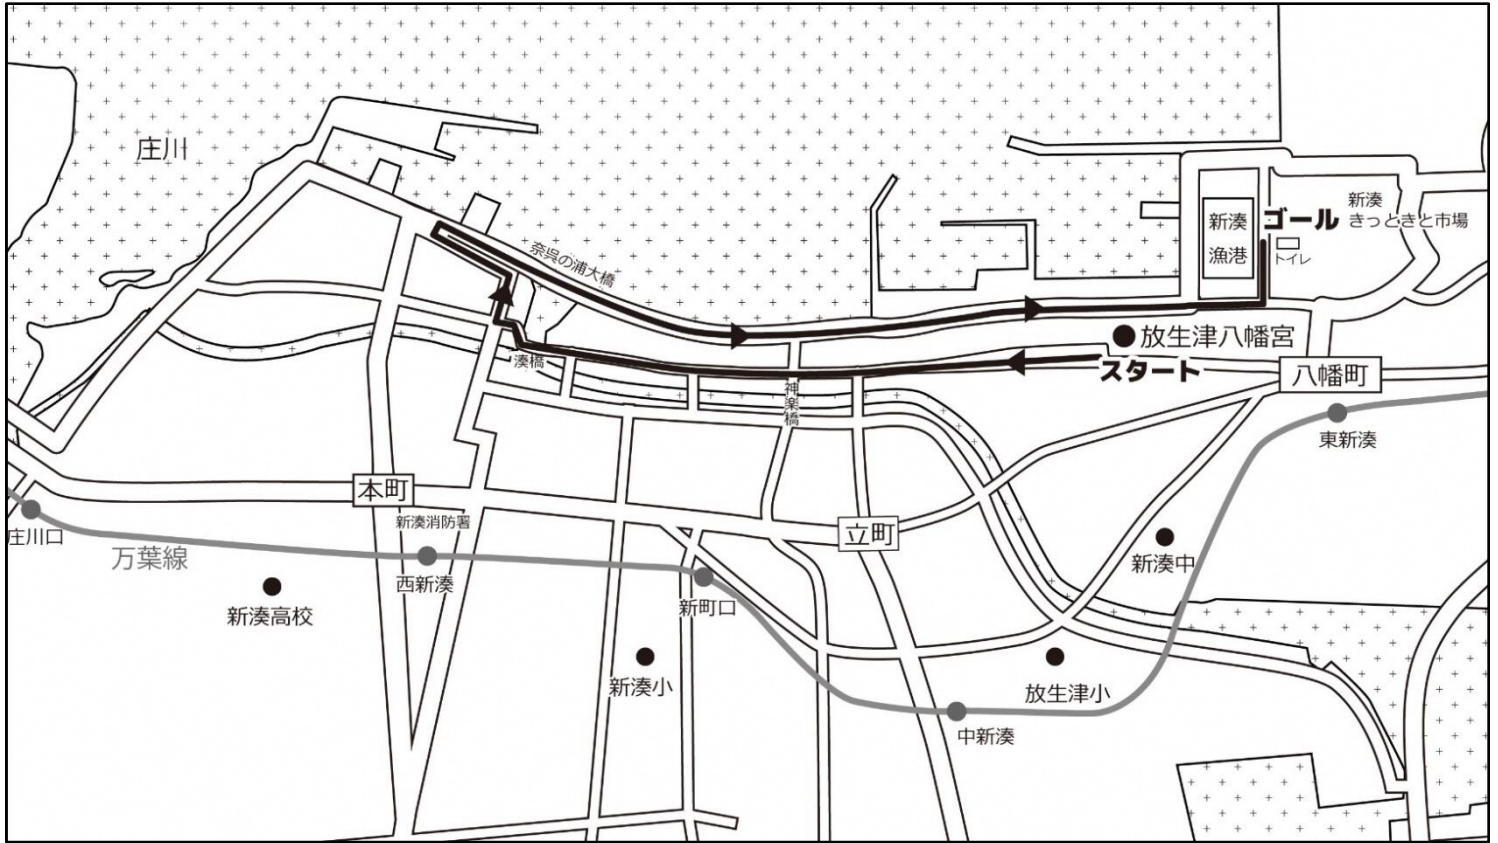 庄川
奈呉の浦大橋
新湊
漁港
ゴール
新湊
きっときと市場
トイレ
放生津八幡宮
スタート
湊橋
神楽橋
八幡町
東新湊
本町
新湊消防署
立町
庄川口
万葉線
西新湊
新湊高校
新町口
新湊小
新湊中
放生津小
中新湊